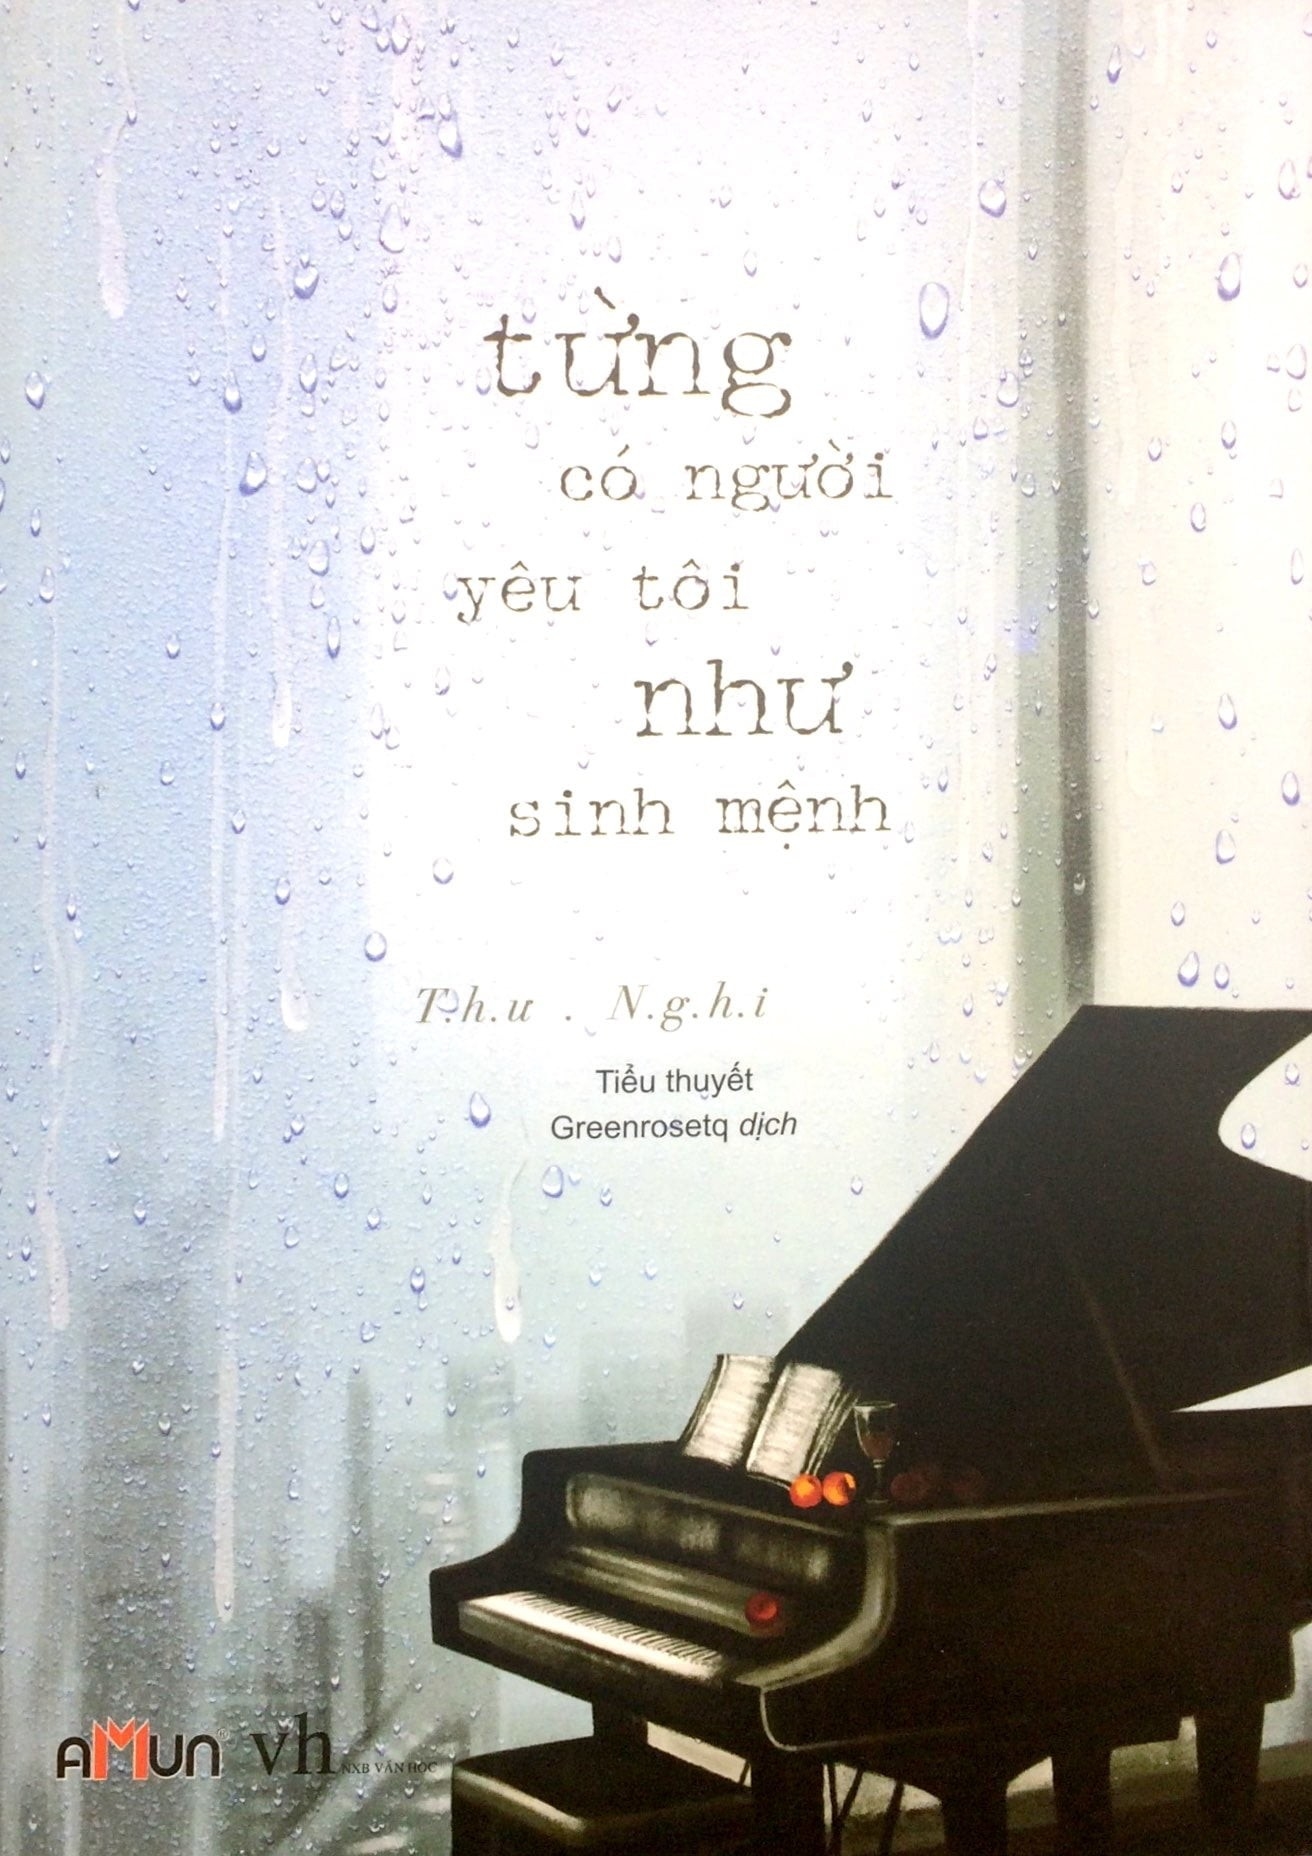 từng
có người
yêu tôi
như
sinh mệnh
T.h.ư . N.g.h.i
Tiểu thuyết
Greenrosetq dịch
AMUN® vh NXB VĂN HỌC